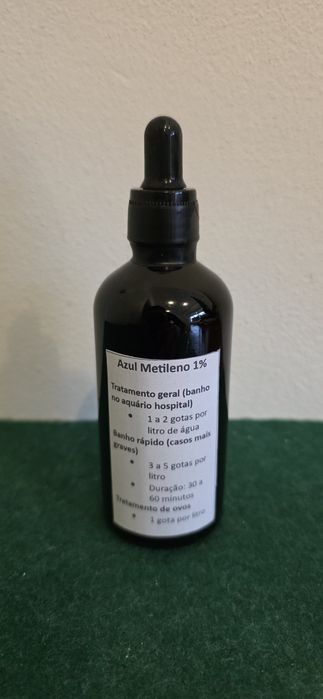 Azul Metileno 1%
Tratamento geral (banho
no aquário hospital)
• 1 a 2 gotas por
litro de água
Banho rápido (casos mais
graves)
• 3 a 5 gotas por
litro
• Duração: 30 a
60 minutos
Tratamento de ovos
• 1 gota por litro